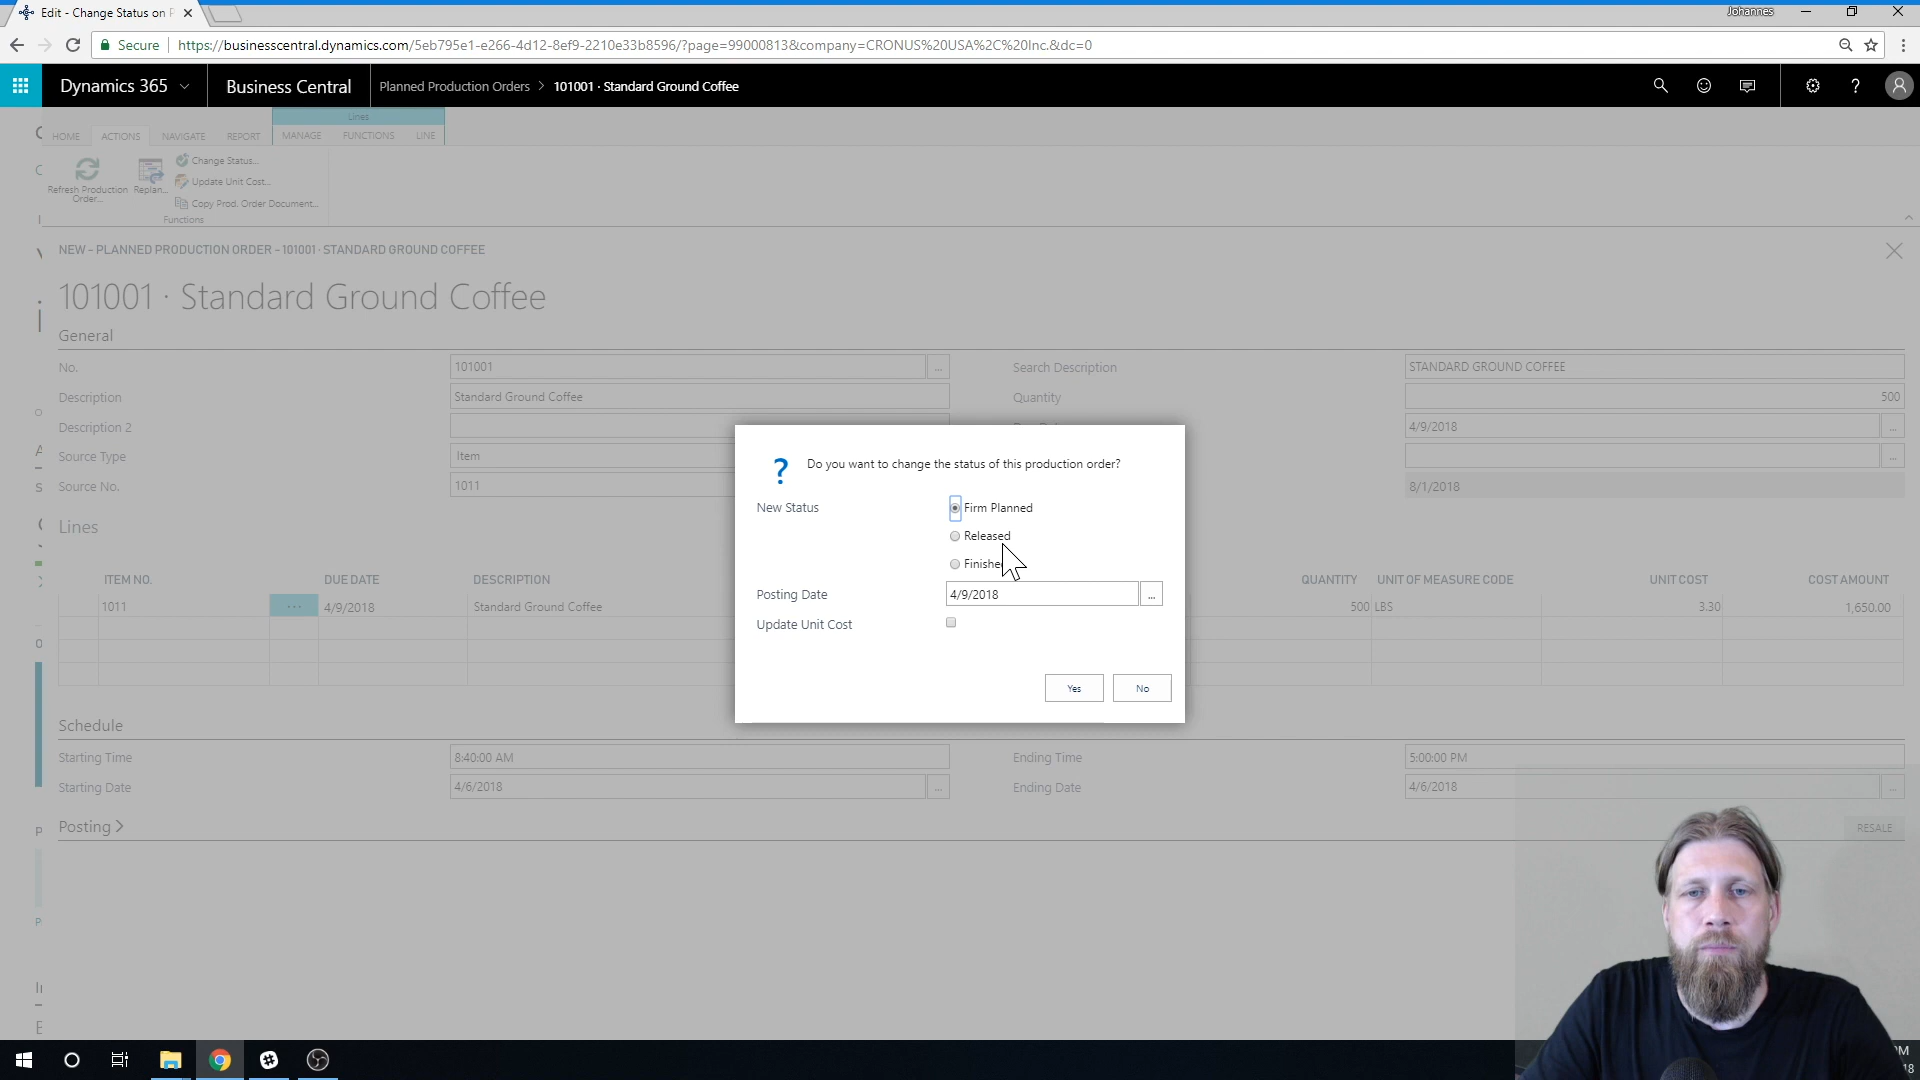 Edit - Change Status on P
Johannes
Secure https://businesscentral.dynamics.com/5eb795e1-e266-4d12-8ef9-2210e33b8596/?page=99000813&company=CRONUS%20USA%2C%20Inc.&dc=0
Dynamics 365 Business Central Planned Production Orders > 101001 · Standard Ground Coffee
Lines
HOME ACTIONS NAVIGATE REPORT MANAGE FUNCTIONS LINE
Refresh Production Order...
Replan...
Change Status...
Update Unit Cost...
Copy Prod. Order Document...
Functions
NEW - PLANNED PRODUCTION ORDER - 101001 · STANDARD GROUND COFFEE
101001 · Standard Ground Coffee
General
No. 101001 ... Search Description STANDARD GROUND COFFEE
Description Standard Ground Coffee Quantity 500
Description 2 4/9/2018 ...
Source Type Item ...
Source No. 1011 8/1/2018
Do you want to change the status of this production order?
New Status Firm Planned
Released
Finishe
Posting Date 4/9/2018 ...
Update Unit Cost
Yes No
Lines
ITEM NO. DUE DATE DESCRIPTION QUANTITY UNIT OF MEASURE CODE UNIT COST COST AMOUNT
1011 ... 4/9/2018 Standard Ground Coffee 500 LBS 3.30 1,650.00
Schedule
Starting Time 8:40:00 AM Ending Time 5:00:00 PM
Starting Date 4/6/2018 ... Ending Date 4/6/2018 ...
Posting >
RESALE